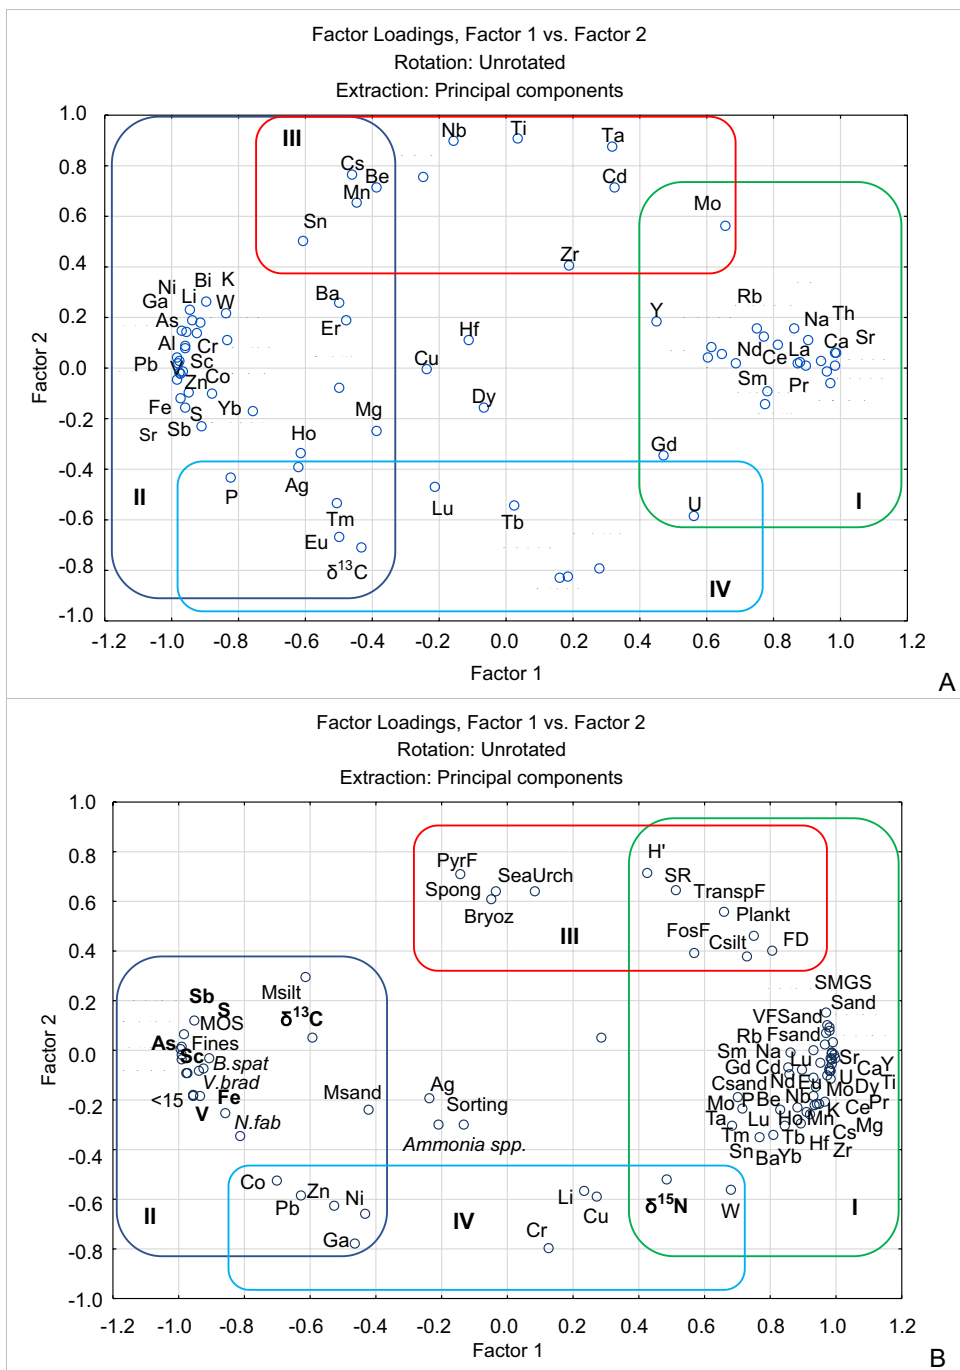 Factor Loadings, Factor 1 vs. Factor 2
Rotation: Unrotated
Extraction: Principal components
1.0
III
Nb Ti Ta
0.8
Cs Be
Cd
Mn
Mo
0.6
Sn
0.4
Zr
Ni Bi K
Ga Li W
Ba
Rb
0.2
As
Er
Y
Na Th
Hf
Al Cr
Sr
Factor 2
0.0
Pb V Sc
Cu
Nd Ce La Ca
Zn Co
Sm Pr
Fe S Yb
Mg
Dy
-0.2
Sr Sb
Ho
Gd
-0.4
II P Ag
Lu
U I
Tb
-0.6
Tm
Eu
δ13C
IV
-0.8
-1.0
-1.2 -1.0 -0.8 -0.6 -0.4 -0.2 0.0 0.2 0.4 0.6 0.8 1.0 1.2
Factor 1
A
Factor Loadings, Factor 1 vs. Factor 2
Rotation: Unrotated
Extraction: Principal components
1.0
0.8
PyrF
H'
Spong SeaUrch
SR
TranspF
0.6
Bryoz
Plankt
III
FosF Csilt FD
0.4
Msilt
SMGS
0.2
Sb S
δ13C
Sand
MOS
VFSand
As Fines
Rb Fsand
Factor 2
0.0
Sc B.spat
Sm Na Lu Sr
V.brad
Gd Cd Ca Y
Nd Eu U Ti
<15 Fe
Msand
Ag
Csand Nb Mo Dy
-0.2
V
Sorting
Mo P Be K Ce Pr
N.fab
Ta Lu Ho Mn Mg
Ammonia spp.
Tm Tb Cs
-0.4
Sn Ba Yb Hf Zr
Co Zn Ni
Li
δ15N
-0.6
II Pb
IV
Cu
W I
Ga
Cr
-0.8
-1.0
-1.2 -1.0 -0.8 -0.6 -0.4 -0.2 0.0 0.2 0.4 0.6 0.8 1.0 1.2
Factor 1
B